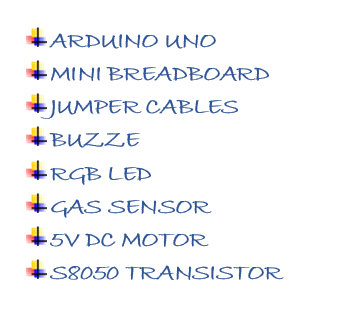 ARDUINO UNO
MINI BREADBOARD
JUMPER CABLES
BUZZE
RGB LED
GAS SENSOR
5V DC MOTOR
S8050 TRANSISTOR